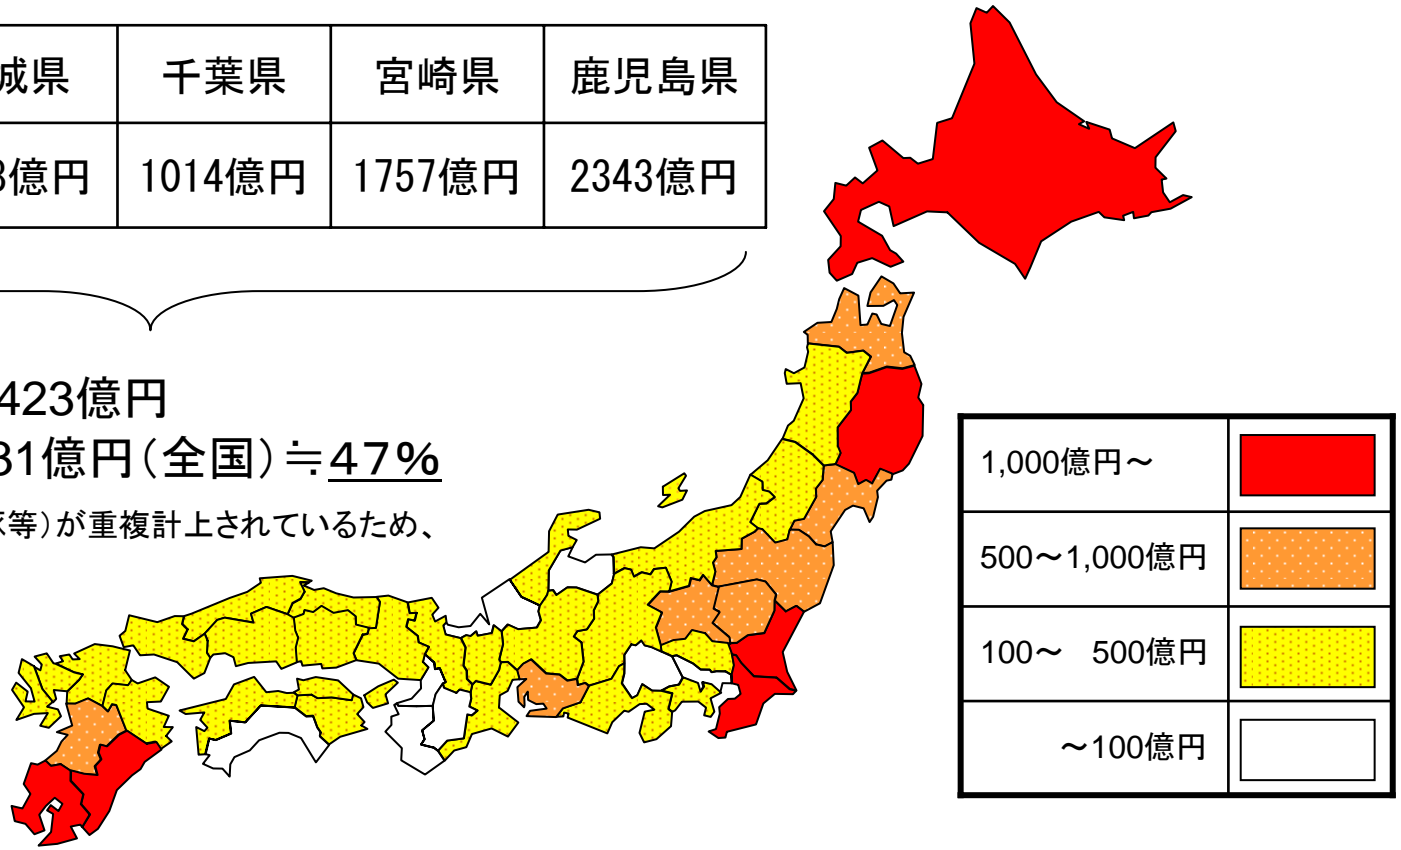 城県 千葉県 宮崎県 鹿児島県
億円 1014億円 1757億円 2343億円
423億円
31億円（全国）≒47%
等）が重複計上されているため、
1,000億円～
500～1,000億円
100～　500億円
～100億円